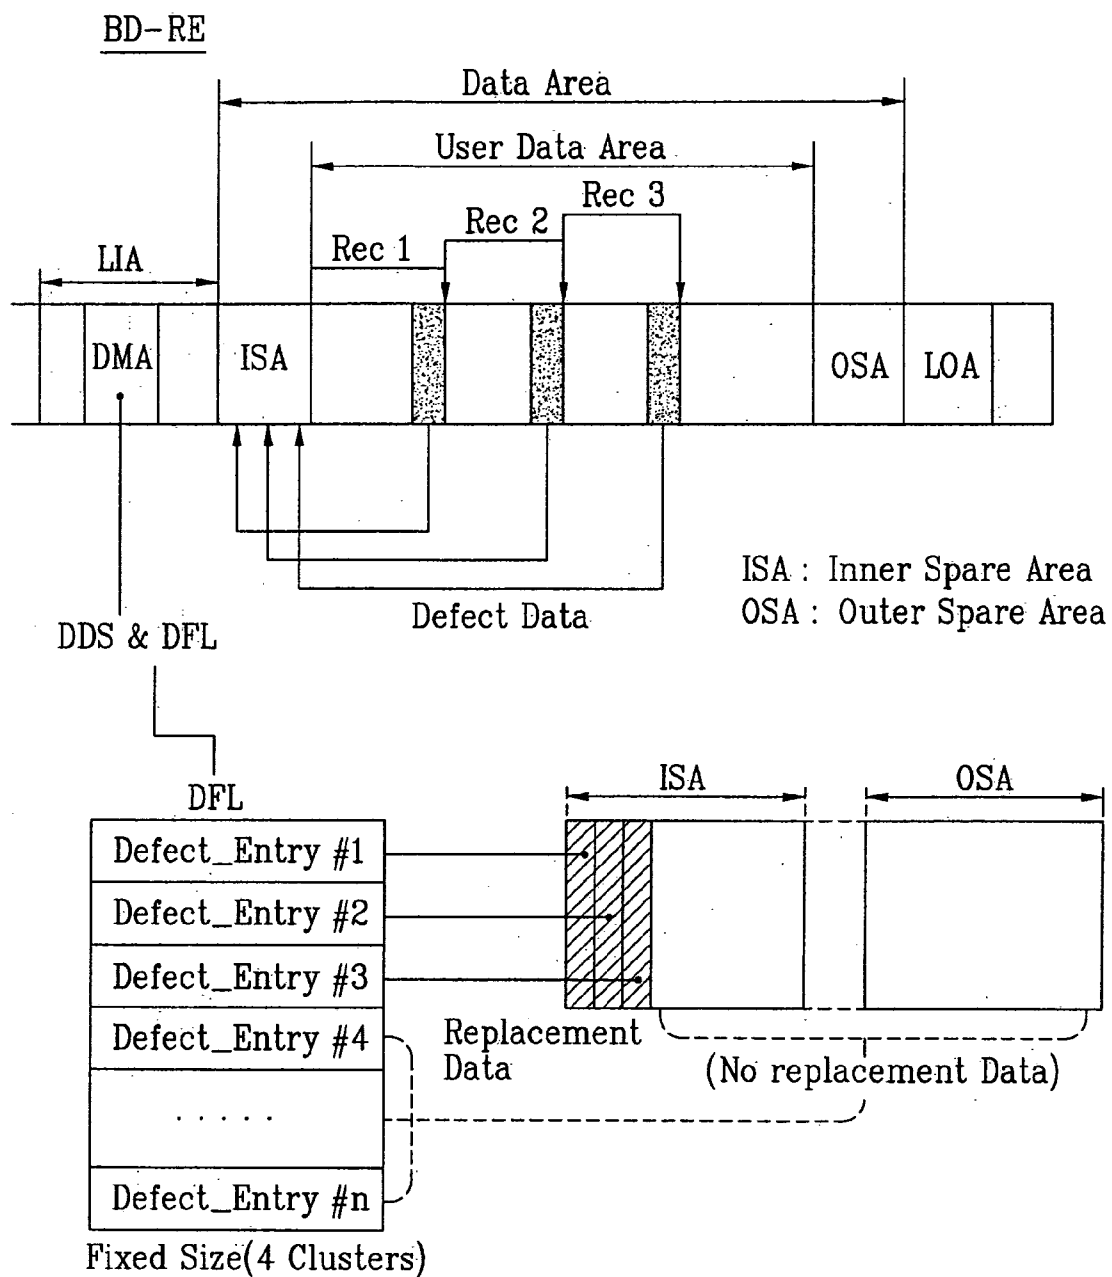 BD-RE
Data Area
User Data Area
Rec 3
Rec 2
Rec 1
LIA
DMA
ISA
OSA
LOA
ISA : Inner Spare Area
OSA : Outer Spare Area
Defect Data
DDS & DFL
DFL
ISA
OSA
Defect_Entry #1
Defect_Entry #2
Defect_Entry #3
Defect_Entry #4
Replacement
Data
(No replacement Data)
. . . . .
Defect_Entry #n
Fixed Size(4 Clusters)